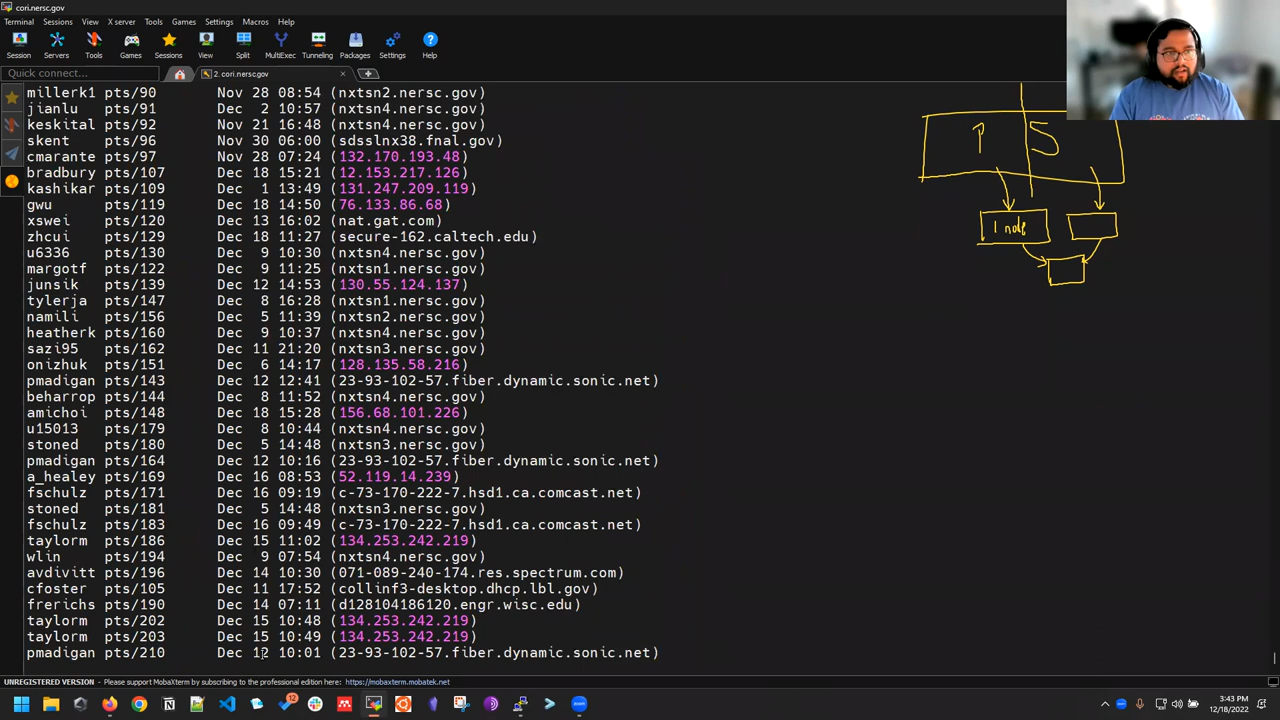 cori.nersc.gov
Terminal Sessions View X server Tools Games Settings Macros Help
Session Servers Tools Games Sessions View Split MultiExec Tunneling Packages Settings Help
Quick connect...
2. cori.nersc.gov
millerk1 pts/90 Nov 28 08:54 (nxtsn2.nersc.gov)
jianlu pts/91 Dec 2 10:57 (nxtsn4.nersc.gov)
keskital pts/92 Nov 21 16:48 (nxtsn4.nersc.gov)
skent pts/96 Nov 30 06:00 (sdsslnx38.fnal.gov)
cmarante pts/97 Nov 28 07:24 (132.170.193.48)
bradbury pts/107 Dec 18 15:21 (12.153.217.126)
kashikar pts/109 Dec 1 13:49 (131.247.209.119)
gwu pts/119 Dec 18 14:50 (76.133.86.68)
xswei pts/120 Dec 13 16:02 (nat.gat.com)
zhcui pts/129 Dec 18 11:27 (secure-162.caltech.edu)
u6336 pts/130 Dec 9 10:30 (nxtsn4.nersc.gov)
margotf pts/122 Dec 9 11:25 (nxtsn1.nersc.gov)
junsik pts/139 Dec 12 14:53 (130.55.124.137)
tylerja pts/147 Dec 8 16:28 (nxtsn1.nersc.gov)
namili pts/156 Dec 5 11:39 (nxtsn2.nersc.gov)
heatherk pts/160 Dec 9 10:37 (nxtsn4.nersc.gov)
sazi95 pts/162 Dec 11 21:20 (nxtsn3.nersc.gov)
onizhuk pts/151 Dec 6 14:17 (128.135.58.216)
pmadigan pts/143 Dec 12 12:41 (23-93-102-57.fiber.dynamic.sonic.net)
beharrop pts/144 Dec 8 11:52 (nxtsn4.nersc.gov)
amichoi pts/148 Dec 18 15:28 (156.68.101.226)
u15013 pts/179 Dec 8 10:44 (nxtsn4.nersc.gov)
stoned pts/180 Dec 5 14:48 (nxtsn3.nersc.gov)
pmadigan pts/164 Dec 12 10:16 (23-93-102-57.fiber.dynamic.sonic.net)
a_healey pts/169 Dec 16 08:53 (52.119.14.239)
fschulz pts/171 Dec 16 09:19 (c-73-170-222-7.hsd1.ca.comcast.net)
stoned pts/181 Dec 5 14:48 (nxtsn3.nersc.gov)
fschulz pts/183 Dec 16 09:49 (c-73-170-222-7.hsd1.ca.comcast.net)
taylorm pts/186 Dec 15 11:02 (134.253.242.219)
wlin pts/194 Dec 9 07:54 (nxtsn4.nersc.gov)
avdivitt pts/196 Dec 14 10:30 (071-089-240-174.res.spectrum.com)
cfoster pts/105 Dec 11 17:52 (collinf3-desktop.dhcp.lbl.gov)
frerichs pts/190 Dec 14 07:11 (d128104186120.engr.wisc.edu)
taylorm pts/202 Dec 15 10:48 (134.253.242.219)
taylorm pts/203 Dec 15 10:49 (134.253.242.219)
pmadigan pts/210 Dec 12 10:01 (23-93-102-57.fiber.dynamic.sonic.net)
S
UNREGISTERED VERSION - Please support MobaXterm by subscribing to the professional edition here: https://mobaxterm.mobatek.net
12
3:43 PM
12/18/2022